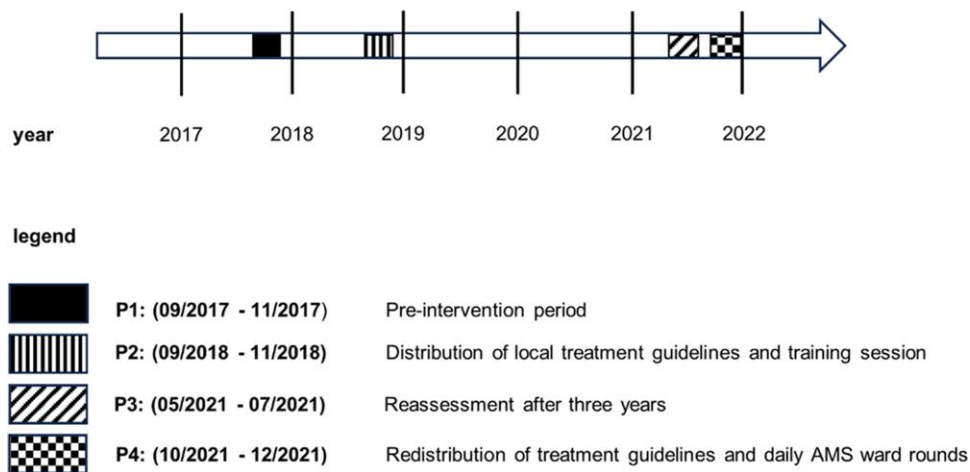 year 2017 2018 2019 2020 2021 2022
legend
P1: (09/2017 - 11/2017) Pre-intervention period
P2: (09/2018 - 11/2018) Distribution of local treatment guidelines and training session
P3: (05/2021 - 07/2021) Reassessment after three years
P4: (10/2021 - 12/2021) Redistribution of treatment guidelines and daily AMS ward rounds